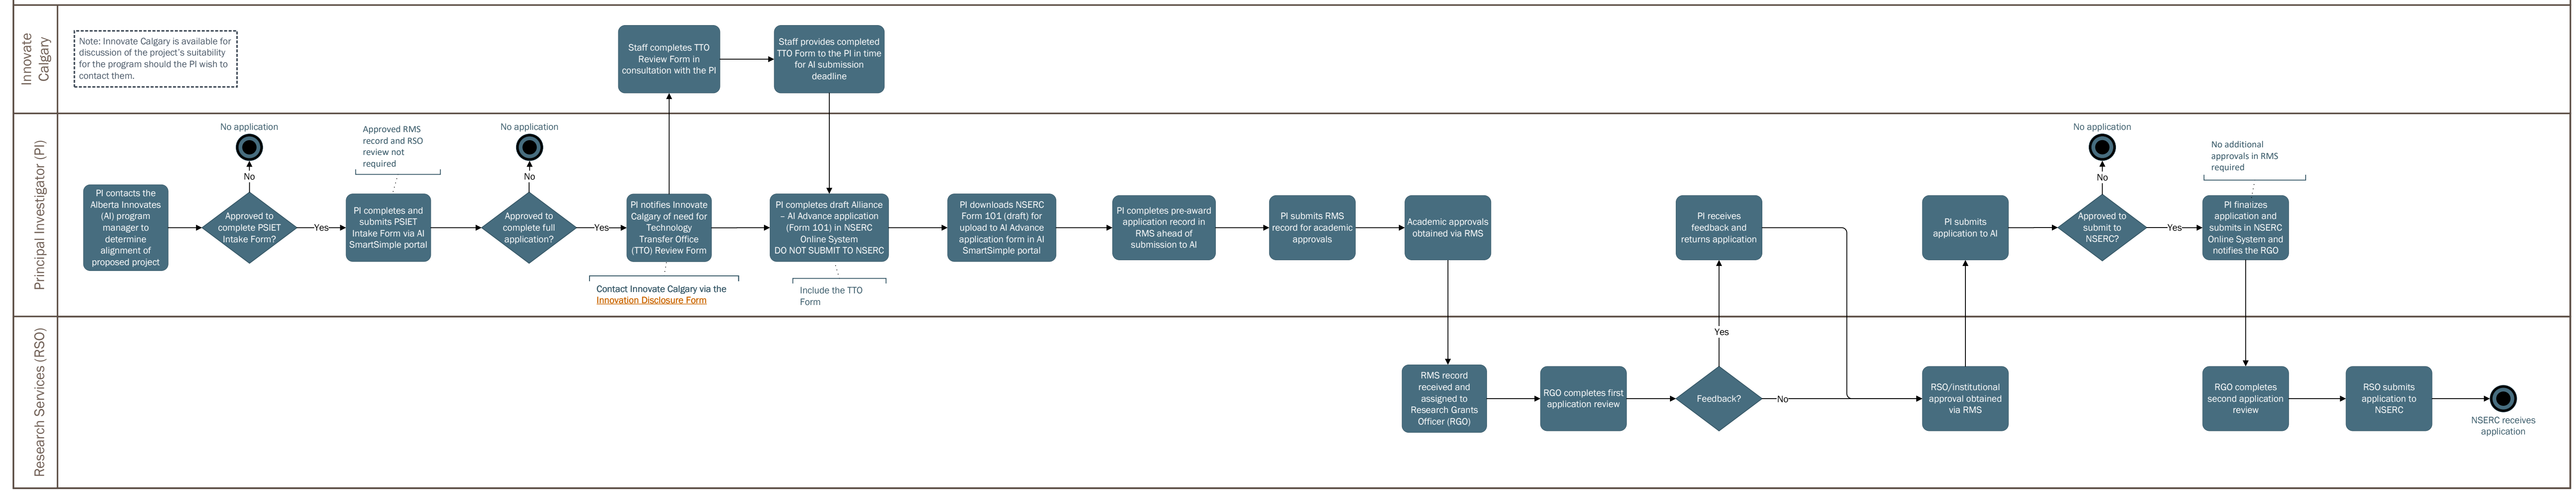 Innovate
Calgary
Note: Innovate Calgary is available for
discussion of the project's suitability
for the program should the PI wish to
contact them.
Staff completes TTO
Review Form in
consultation with the PI
Staff provides completed
TTO Form to the PI in time
for AI submission
deadline
Principal Investigator (PI)
PI contacts the
Alberta Innovates
(AI) program
manager to
determine
alignment of
proposed project
No application
No
Approved to
complete PSIET
Intake Form?
Yes
Approved RMS
record and RSO
review not
required
PI completes and
submits PSIET
Intake Form via AI
SmartSimple portal
No application
No
Approved to
complete full
application?
Yes
PI notifies Innovate
Calgary of need for
Technology
Transfer Office
(TTO) Review Form
Contact Innovate Calgary via the
Innovation Disclosure Form
PI completes draft Alliance
– AI Advance application
(Form 101) in NSERC
Online System
DO NOT SUBMIT TO NSERC
Include the TTO
Form
PI downloads NSERC
Form 101 (draft) for
upload to AI Advance
application form in AI
SmartSimple portal
PI completes pre-award
application record in
RMS ahead of
submission to AI
PI submits RMS
record for academic
approvals
Academic approvals
obtained via RMS
PI receives
feedback and
returns application
PI submits
application to AI
No application
No
Approved to
submit to
NSERC?
Yes
No additional
approvals in RMS
required
PI finalizes
application and
submits in NSERC
Online System and
notifies the RGO
Research Services (RSO)
RMS record
received and
assigned to
Research Grants
Officer (RGO)
RGO completes first
application review
Yes
Feedback?
No
RSO/institutional
approval obtained
via RMS
RGO completes
second application
review
RSO submits
application to
NSERC
NSERC receives
application